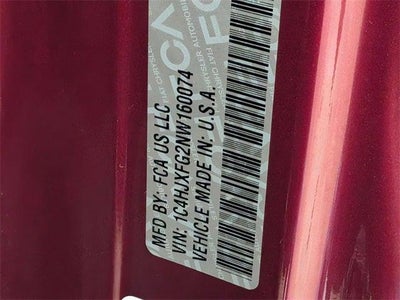 MFD BY: FCA US LLC
VIN: 1C4HJXFG2NW160074
VEHICLE MADE IN: U.S.A.